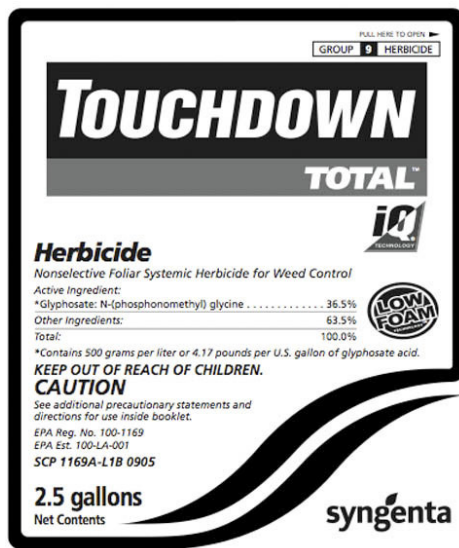 PULL HERE TO OPEN
GROUP 9 HERBICIDE
TOUCHDOWN
TOTAL™
iQ
TECHNOLOGY
Herbicide
Nonselective Foliar Systemic Herbicide for Weed Control
Active Ingredient:
*Glyphosate: N-(phosphonomethyl) glycine . . . . . . . . . . . . . 36.5%
Other Ingredients: 63.5%
Total: 100.0%
LOW
FOAM
*Contains 500 grams per liter or 4.17 pounds per U.S. gallon of glyphosate acid.
KEEP OUT OF REACH OF CHILDREN.
CAUTION
See additional precautionary statements and
directions for use inside booklet.
EPA Reg. No. 100-1169
EPA Est. 100-LA-001
SCP 1169A-L1B 0905
2.5 gallons
Net Contents
syngenta